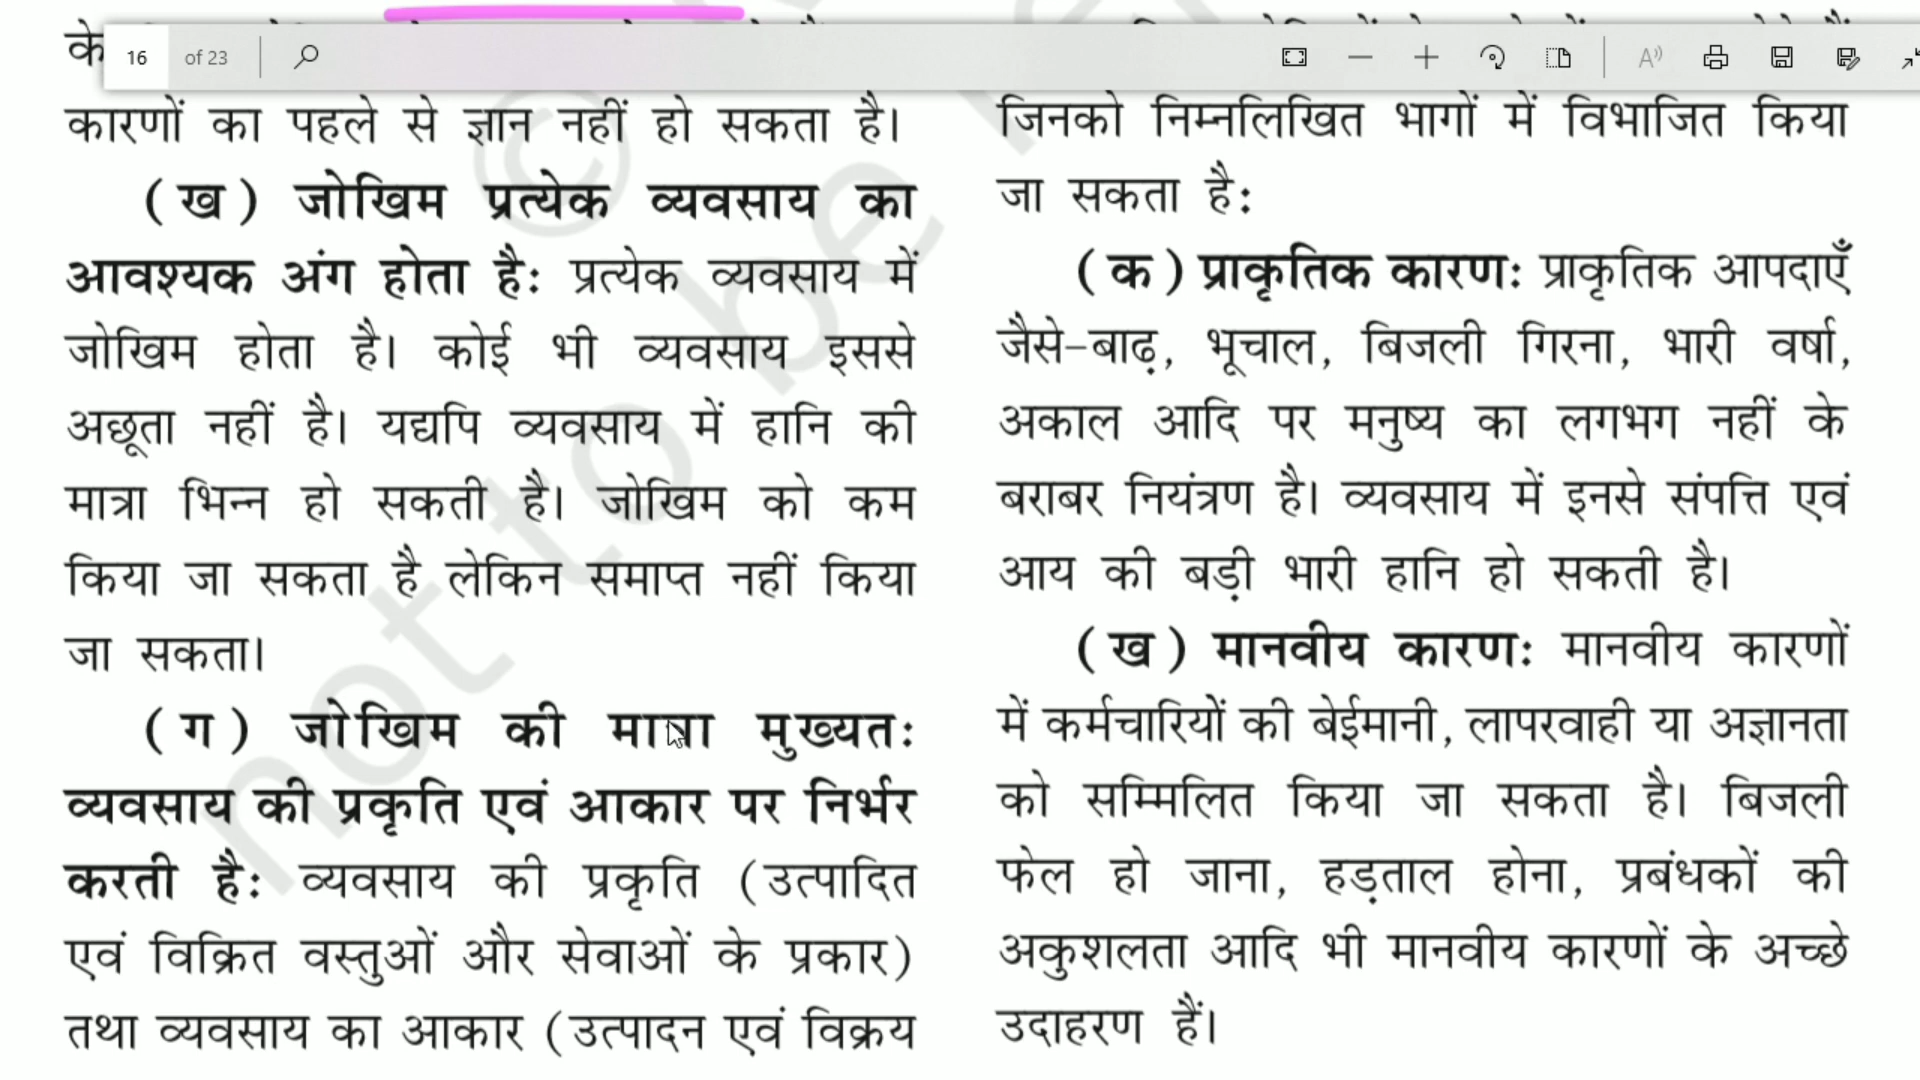 16 of 23
के
कारणों का पहले से ज्ञान नहीं हो सकता है।
(ख) जोखिम प्रत्येक व्यवसाय का
आवश्यक अंग होता है: प्रत्येक व्यवसाय में
जोखिम होता है। कोई भी व्यवसाय इससे
अछूता नहीं है। यद्यपि व्यवसाय में हानि की
मात्रा भिन्न हो सकती है। जोखिम को कम
किया जा सकता है लेकिन समाप्त नहीं किया
जा सकता।
(ग) जोखिम की मात्रा मुख्यतः
व्यवसाय की प्रकृति एवं आकार पर निर्भर
करती है: व्यवसाय की प्रकृति (उत्पादित
एवं विक्रित वस्तुओं और सेवाओं के प्रकार)
तथा व्यवसाय का आकार (उत्पादन एवं विक्रय
जिनको निम्नलिखित भागों में विभाजित किया
जा सकता है:
(क) प्राकृतिक कारण: प्राकृतिक आपदाएँ
जैसे-बाढ़, भूचाल, बिजली गिरना, भारी वर्षा,
अकाल आदि पर मनुष्य का लगभग नहीं के
बराबर नियंत्रण है। व्यवसाय में इनसे संपत्ति एवं
आय की बड़ी भारी हानि हो सकती है।
(ख) मानवीय कारण: मानवीय कारणों
में कर्मचारियों की बेईमानी, लापरवाही या अज्ञानता
को सम्मिलित किया जा सकता है। बिजली
फेल हो जाना, हड़ताल होना, प्रबंधकों की
अकुशलता आदि भी मानवीय कारणों के अच्छे
उदाहरण हैं।
not to be